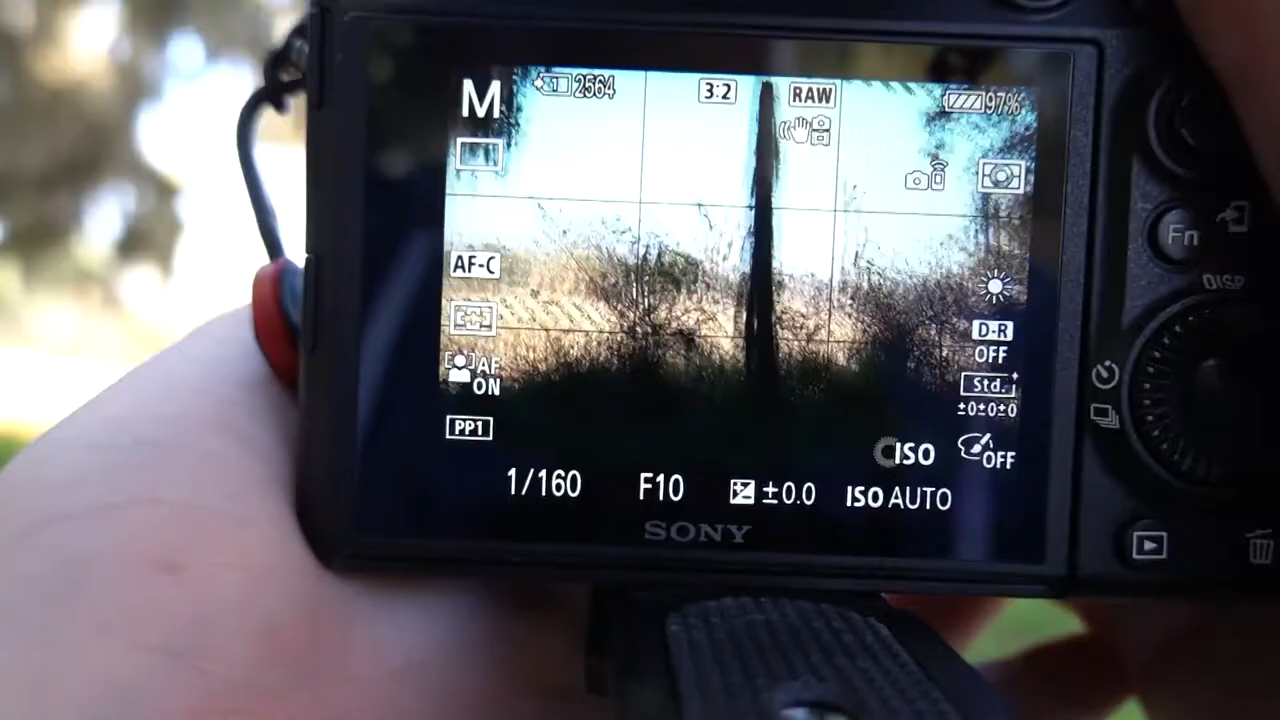 M 1 2564 3:2 RAW 97%
AF-C
AF
ON
PP1
D-R
OFF
Std.
±0±0±0
ISO OFF
1/160 F10 ±0.0 ISO AUTO
SONY
Fn
DISP